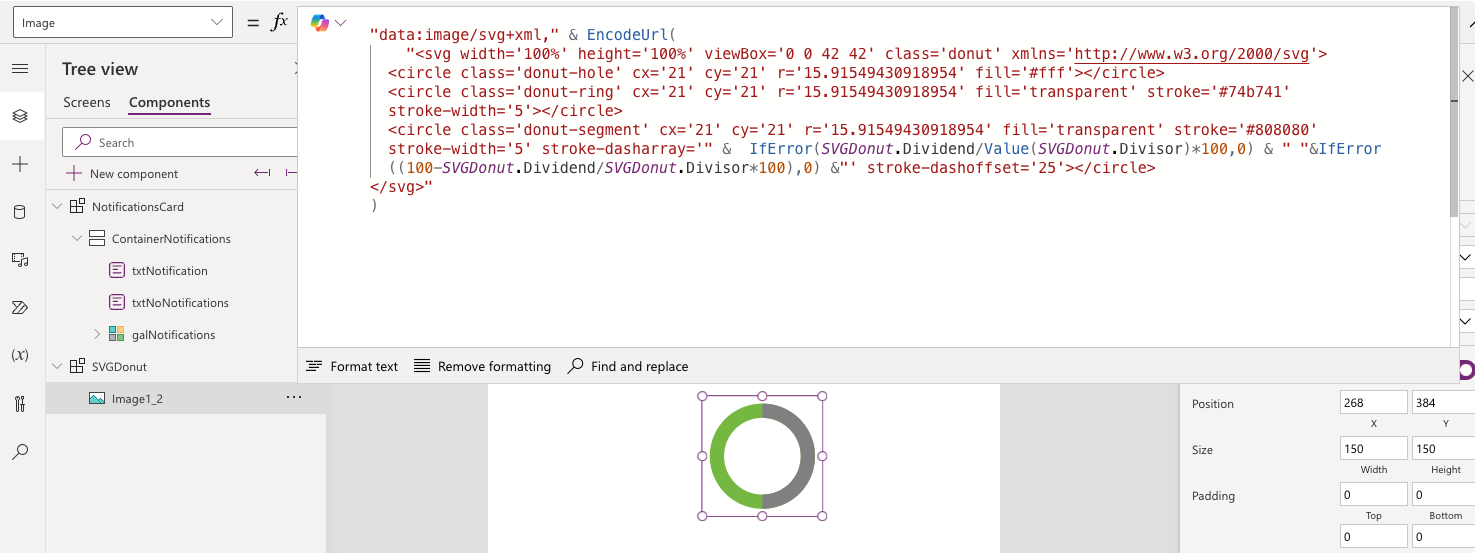 Image
= fx
"data:image/svg+xml," & EncodeUrl(
"<svg width='100%' height='100%' viewBox='0 0 42 42' class='donut' xmlns='http://www.w3.org/2000/svg'>
<circle class='donut-hole' cx='21' cy='21' r='15.91549430918954' fill='#fff'></circle>
<circle class='donut-ring' cx='21' cy='21' r='15.91549430918954' fill='transparent' stroke='#74b741'
stroke-width='5'></circle>
<circle class='donut-segment' cx='21' cy='21' r='15.91549430918954' fill='transparent' stroke='#808080'
stroke-width='5' stroke-dasharray='" &  IfError(SVGDonut.Dividend/Value(SVGDonut.Divisor)*100,0) & " "&IfError
((100-SVGDonut.Dividend/SVGDonut.Divisor*100),0) &"' stroke-dashoffset='25'></circle>
</svg>"
)
Format text
Remove formatting
Find and replace
Tree view
Screens
Components
Search
New component
NotificationsCard
ContainerNotifications
txtNotification
txtNoNotifications
galNotifications
SVGDonut
Image1_2
...
(x)
Position
268
384
X
Y
Size
150
150
Width
Height
Padding
0
0
Top
Bottom
0
0